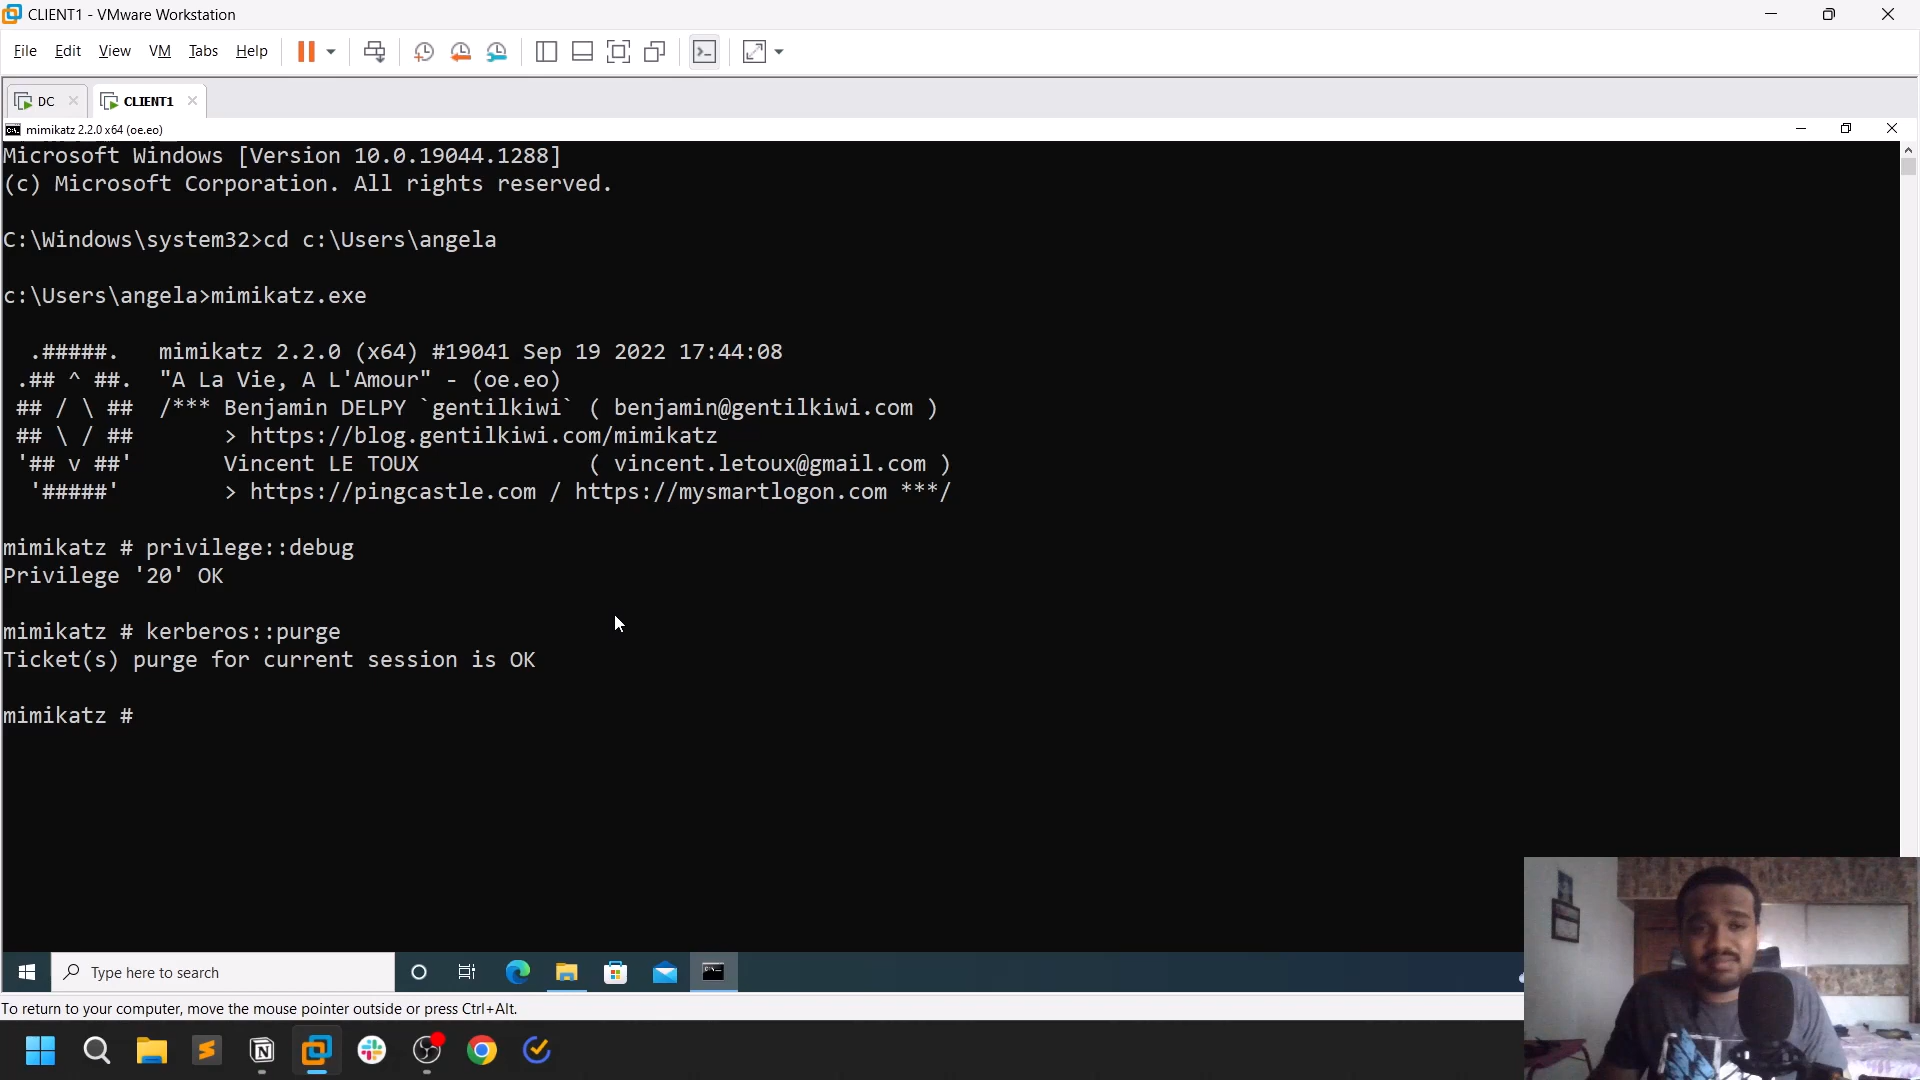 CLIENT1 - VMware Workstation
File Edit View VM Tabs Help
DC CLIENT1
mimikatz 2.2.0 x64 (oe.eo)
Microsoft Windows [Version 10.0.19044.1288]
(c) Microsoft Corporation. All rights reserved.
C:\Windows\system32>cd c:\Users\angela
c:\Users\angela>mimikatz.exe
.#####. mimikatz 2.2.0 (x64) #19041 Sep 19 2022 17:44:08
.## ^ ##. "A La Vie, A L'Amour" - (oe.eo)
## / \ ## /*** Benjamin DELPY `gentilkiwi` ( benjamin@gentilkiwi.com )
## \ / ## > https://blog.gentilkiwi.com/mimikatz
'## v ##' Vincent LE TOUX ( vincent.letoux@gmail.com )
'#####' > https://pingcastle.com / https://mysmartlogon.com ***/
mimikatz # privilege::debug
Privilege '20' OK
mimikatz # kerberos::purge
Ticket(s) purge for current session is OK
mimikatz #
Type here to search
To return to your computer, move the mouse pointer outside or press Ctrl+Alt.